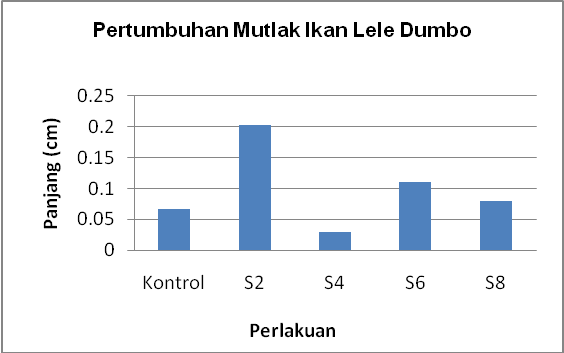 Pertumbuhan Mutlak Ikan Lele Dumbo
Panjang (cm)
0.25
0.2
0.15
0.1
0.05
0
Kontrol S2 S4 S6 S8
Perlakuan